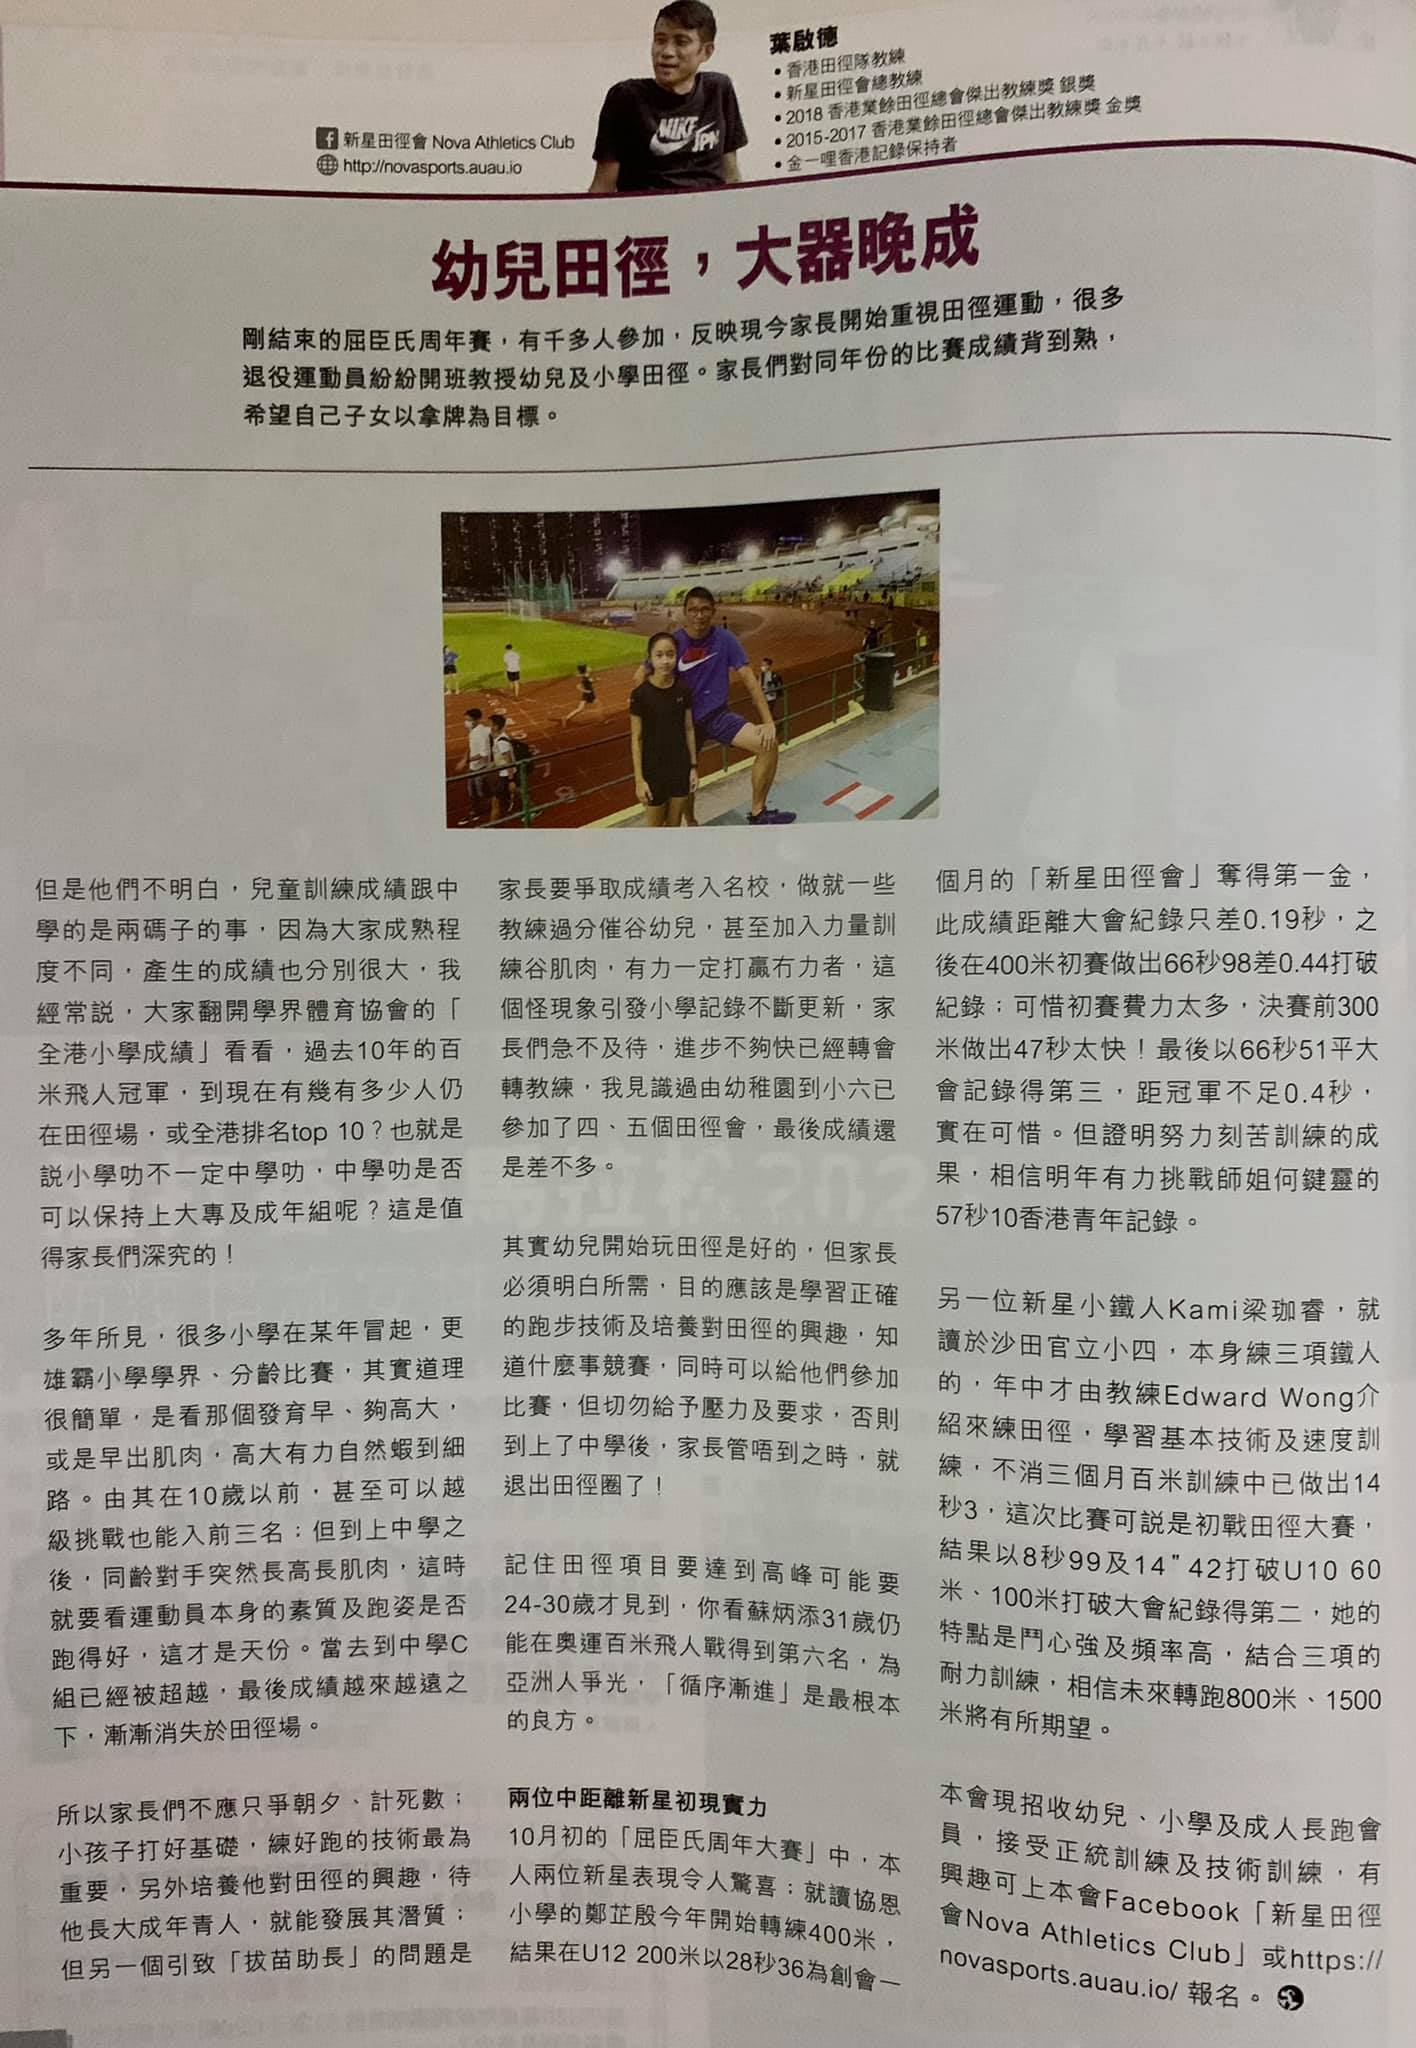 葉啟德
• 香港田徑隊教練
• 新星田徑會總教練
• 2018 香港業餘田徑總會傑出教練獎 銀獎
• 2015-2017 香港業餘田徑總會傑出教練獎 金獎
• 金一哩香港記錄保持者
新星田徑會 Nova Athletics Club
http://novasports.auau.io
NIKE
JPN
幼兒田徑，大器晚成
剛結束的屈臣氏周年賽，有千多人參加，反映現今家長開始重視田徑運動，很多
退役運動員紛紛開班教授幼兒及小學田徑。家長們對同年份的比賽成績背到熟，
希望自己子女以拿牌為目標。
但是他們不明白，兒童訓練成績跟中
學的是兩碼子的事，因為大家成熟程
度不同，產生的成績也分別很大，我
經常說，大家翻開學界體育協會的「
全港小學成績」看看，過去10年的百
米飛人冠軍，到現在有幾有多少人仍
在田徑場，或全港排名top 10？也就是
說小學叻不一定中學叻，中學叻是否
可以保持上大專及成年組呢？這是值
得家長們深究的！
多年所見，很多小學在某年冒起，更
雄霸小學學界、分齡比賽，其實道理
很簡單，是看那個發育早、夠高大，
或是早出肌肉，高大有力自然蝦到細
路。由其在10歲以前，甚至可以越
級挑戰也能入前三名；但到上中學之
後，同齡對手突然長高長肌肉，這時
就要看運動員本身的素質及跑姿是否
跑得好，這才是天份。當去到中學C
組已經被超越，最後成績越來越遠之
下，漸漸消失於田徑場。
所以家長們不應只爭朝夕、計死數；
小孩子打好基礎，練好跑的技術最為
重要，另外培養他對田徑的興趣，待
他長大成年青人，就能發展其潛質；
但另一個引致「拔苗助長」的問題是
家長要爭取成績考入名校，做就一些
教練過分催谷幼兒，甚至加入力量訓
練谷肌肉，有力一定打贏冇力者，這
個怪現象引發小學記錄不斷更新，家
長們急不及待，進步不夠快已經轉會
轉教練，我見識過由幼稚園到小六已
參加了四、五個田徑會，最後成績還
是差不多。
其實幼兒開始玩田徑是好的，但家長
必須明白所需，目的應該是學習正確
的跑步技術及培養對田徑的興趣，知
道什麼事競賽，同時可以給他們參加
比賽，但切勿給予壓力及要求，否則
到上了中學後，家長管唔到之時，就
退出田徑圈了！
記住田徑項目要達到高峰可能要
24-30歲才見到，你看蘇炳添31歲仍
能在奧運百米飛人戰得到第六名，為
亞洲人爭光，「循序漸進」是最根本
的良方。
兩位中距離新星初現實力
10月初的「屈臣氏周年大賽」中，本
人兩位新星表現令人驚喜；就讀協恩
小學的鄭芷殷今年開始轉練400米，
結果在U12 200米以28秒36為創會一
個月的「新星田徑會」奪得第一金，
此成績距離大會紀錄只差0.19秒，之
後在400米初賽做出66秒98差0.44打破
紀錄；可惜初賽費力太多，決賽前300
米做出47秒太快！最後以66秒51平大
會記錄得第三，距冠軍不足0.4秒，
實在可惜。但證明努力刻苦訓練的成
果，相信明年有力挑戰師姐何鍵靈的
57秒10香港青年記錄。
另一位新星小鐵人Kami梁珈睿，就
讀於沙田官立小四，本身練三項鐵人
的，年中才由教練Edward Wong介
紹來練田徑，學習基本技術及速度訓
練，不消三個月百米訓練中已做出14
秒3，這次比賽可說是初戰田徑大賽，
結果以8秒99及14”42打破U10 60
米、100米打破大會紀錄得第二，她的
特點是鬥心強及頻率高，結合三項的
耐力訓練，相信未來轉跑800米、1500
米將有所期望。
本會現招收幼兒、小學及成人長跑會
員，接受正統訓練及技術訓練，有
興趣可上本會Facebook「新星田徑
會Nova Athletics Club」或https://
novasports.auau.io/ 報名。